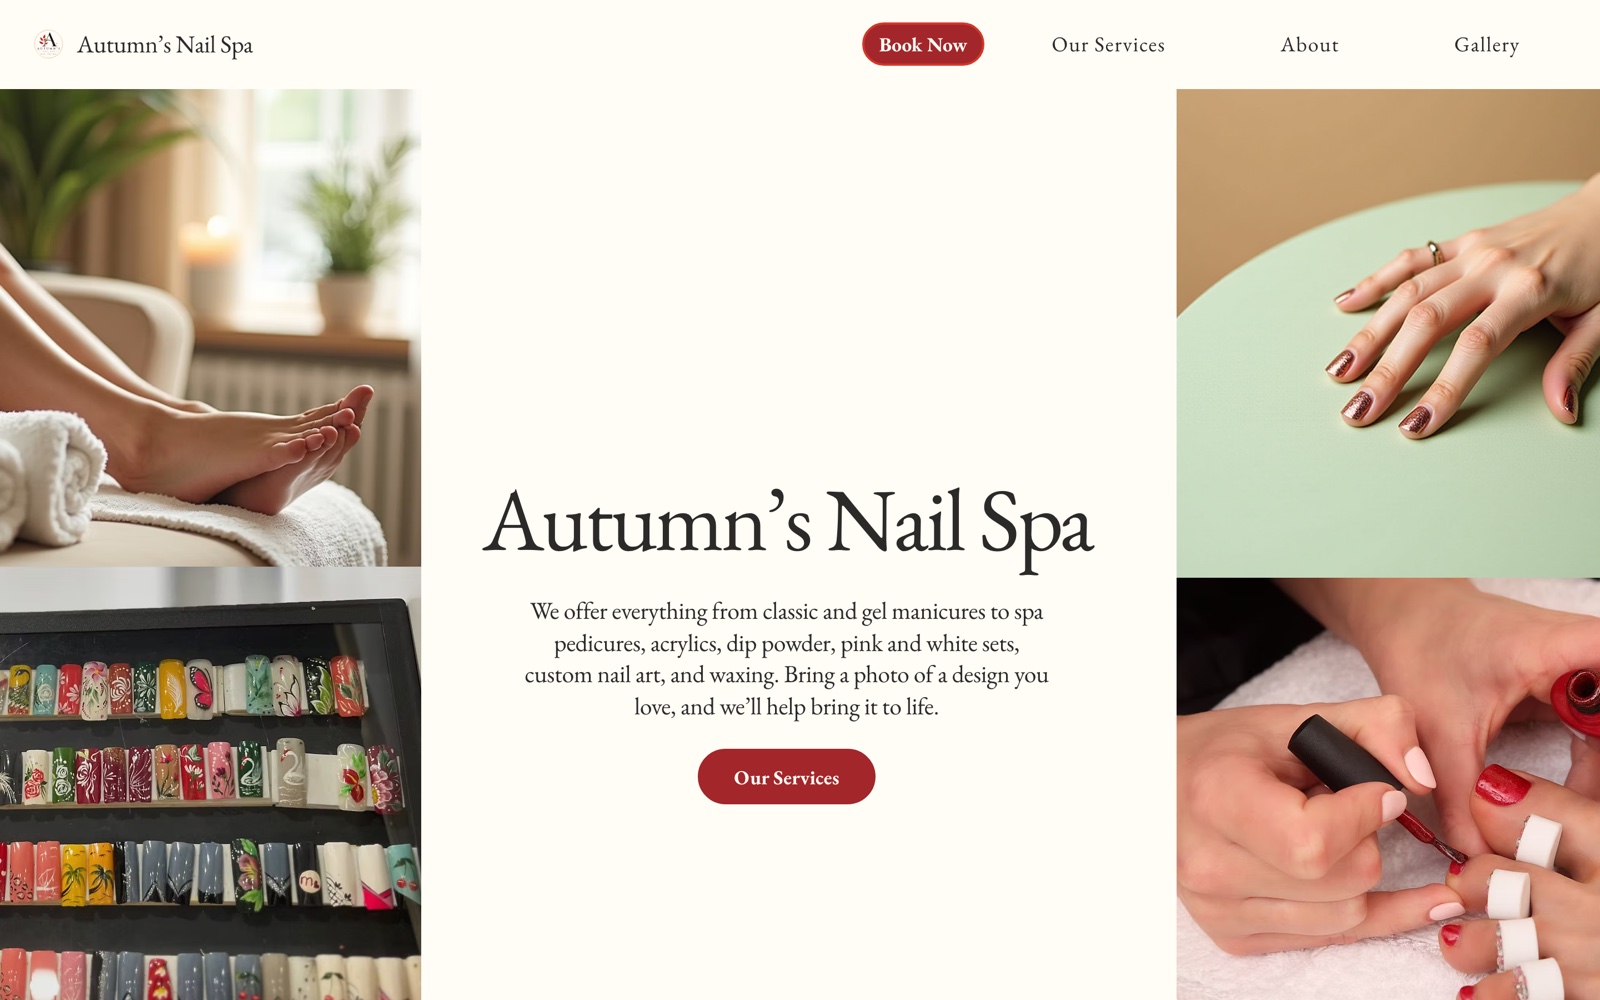 Autumn’s Nail Spa
Book Now
Our Services
About
Gallery
Autumn’s Nail Spa
We offer everything from classic and gel manicures to spa
pedicures, acrylics, dip powder, pink and white sets,
custom nail art, and waxing. Bring a photo of a design you
love, and we’ll help bring it to life.
Our Services